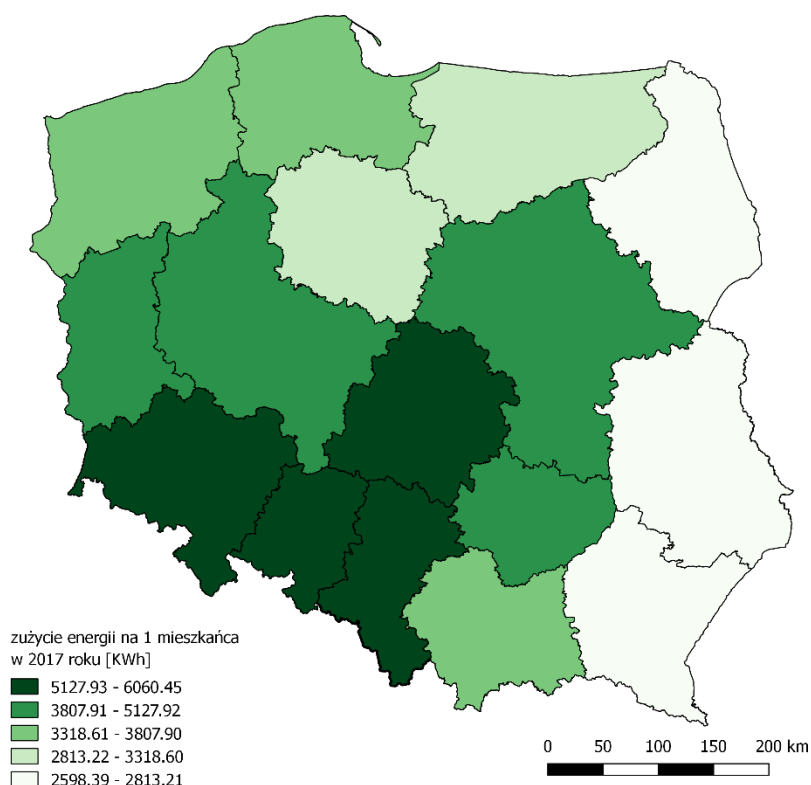 zużycie energii na 1 mieszkańca
w 2017 roku [KWh]
5127.93 - 6060.45
3807.91 - 5127.92
3318.61 - 3807.90
2813.22 - 3318.60
2598.39 - 2813.21
0 50 100 150 200 km